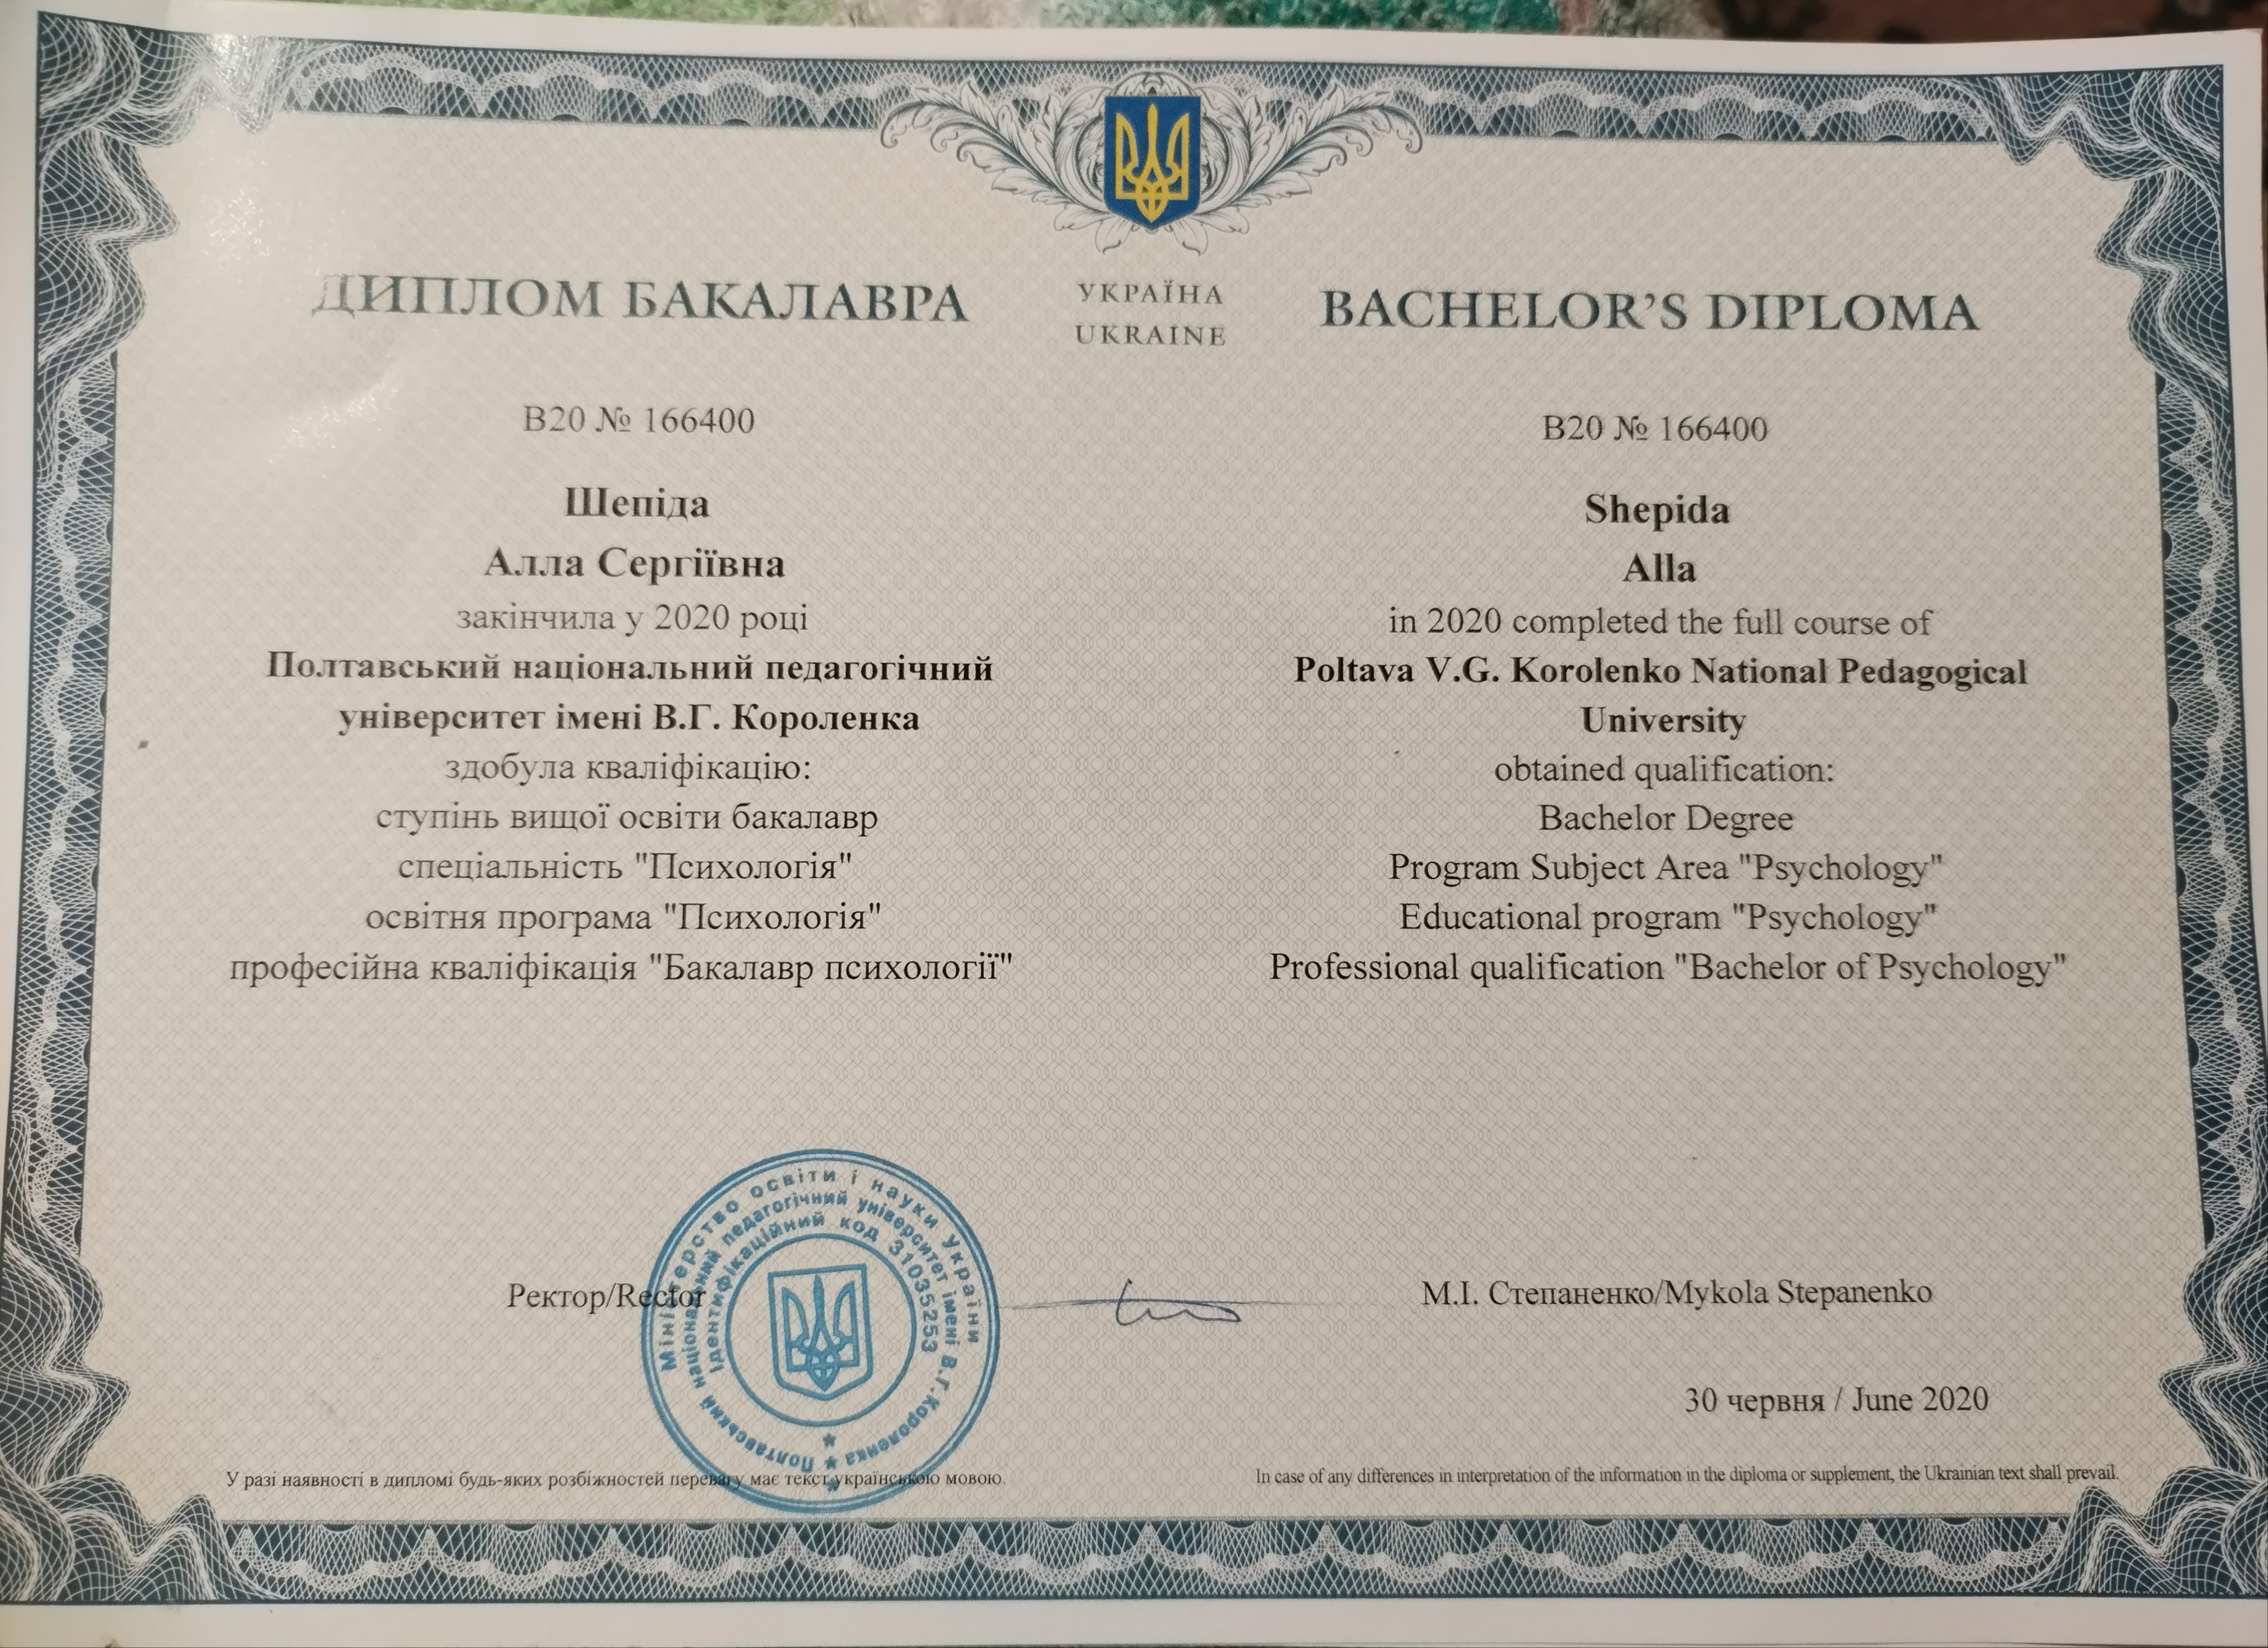 УКРАЇНА
UKRAINE
ДИПЛОМ БАКАЛАВРА
В20 № 166400
Шепіда
Алла Сергіївна
закінчила у 2020 році
Полтавський національний педагогічний
університет імені В.Г. Короленка
здобула кваліфікацію:
ступінь вищої освіти бакалавр
спеціальність "Психологія"
освітня програма "Психологія"
професійна кваліфікація "Бакалавр психології"
BACHELOR’S DIPLOMA
B20 № 166400
Shepida
Alla
in 2020 completed the full course of
Poltava V.G. Korolenko National Pedagogical
University
obtained qualification:
Bachelor Degree
Program Subject Area "Psychology"
Educational program "Psychology"
Professional qualification "Bachelor of Psychology"
Ректор/Rector
М.І. Степаненко/Mykola Stepanenko
Міністерство освіти і науки України
Полтавський національний педагогічний університет імені В.Г.Короленка
Ідентифікаційний код 31035253
30 червня / June 2020
У разі наявності в дипломі будь-яких розбіжностей перевагу має текст українською мовою.
In case of any differences in interpretation of the information in the diploma or supplement, the Ukrainian text shall prevail.